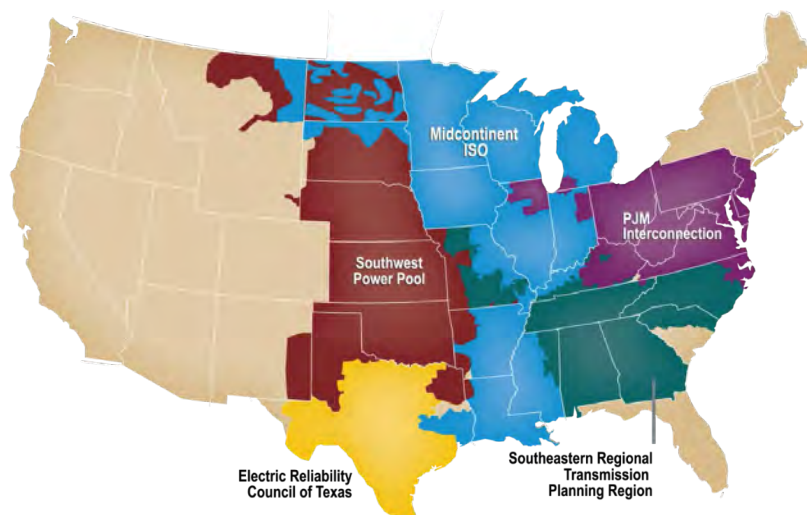 Midcontinent
ISO
PJM
Interconnection
Southwest
Power Pool
Electric Reliability
Council of Texas
Southeastern Regional
Transmission
Planning Region